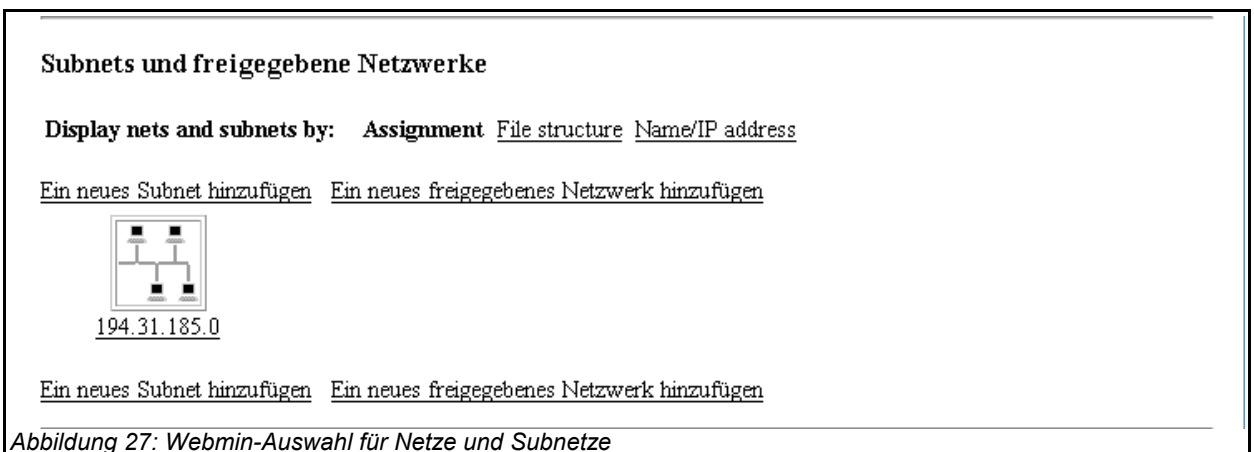 Subnets und freigegebene Netzwerke
Display nets and subnets by: Assignment File structure Name/IP address
Ein neues Subnet hinzufügen Ein neues freigegebenes Netzwerk hinzufügen
194.31.185.0
Ein neues Subnet hinzufügen Ein neues freigegebenes Netzwerk hinzufügen
Abbildung 27: Webmin-Auswahl für Netze und Subnetze